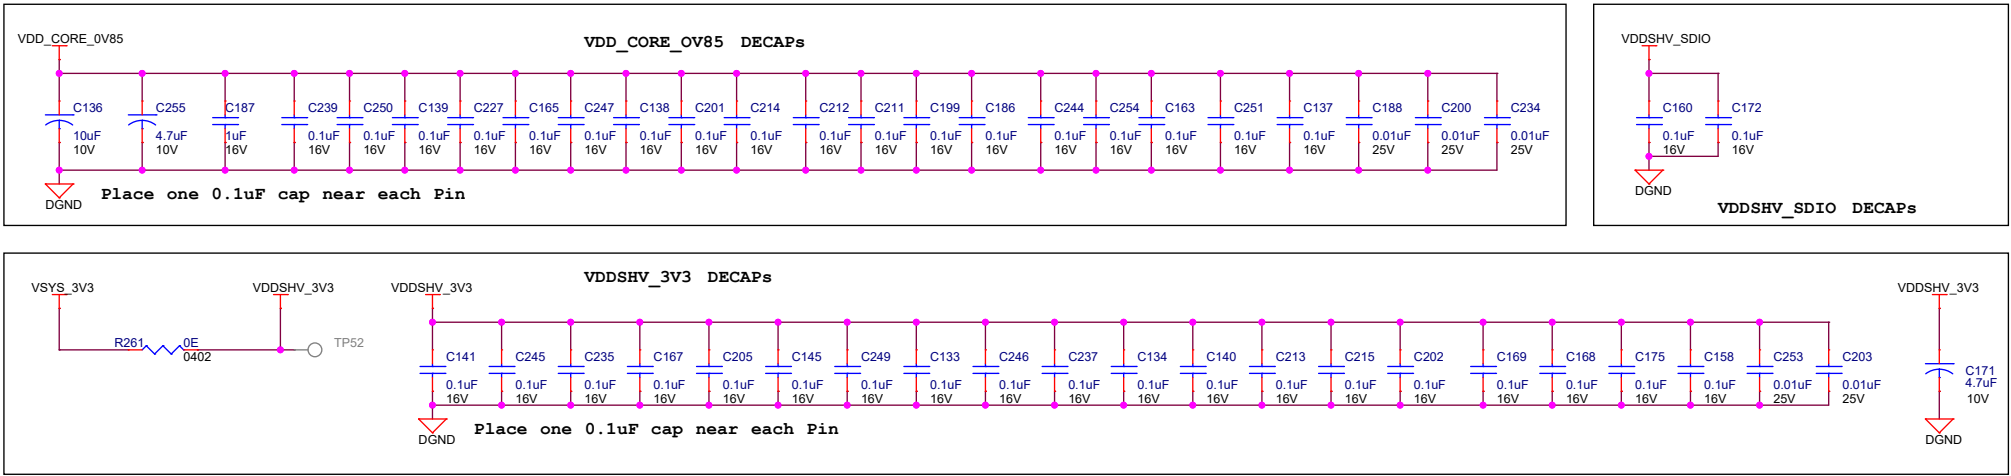 VDD_CORE_0V85
VDD_CORE_OV85 DECAPs
C136 C255 C187 C239 C250 C139 C227 C165 C247 C138 C201 C214 C212 C211 C199 C186 C244 C254 C163 C251 C137 C188 C200 C234
10uF 4.7uF 1uF 0.1uF 0.1uF 0.1uF 0.1uF 0.1uF 0.1uF 0.1uF 0.1uF 0.1uF 0.1uF 0.1uF 0.1uF 0.1uF 0.1uF 0.1uF 0.1uF 0.1uF 0.1uF 0.01uF 0.01uF 0.01uF
10V 10V 16V 16V 16V 16V 16V 16V 16V 16V 16V 16V 16V 16V 16V 16V 16V 16V 16V 16V 16V 25V 25V 25V
DGND
Place one 0.1uF cap near each Pin
VDDSHV_SDIO
C160 C172
0.1uF 0.1uF
16V 16V
DGND
VDDSHV_SDIO DECAPs
VDDSHV_3V3 DECAPs
VSYS_3V3 VDDSHV_3V3 VDDSHV_3V3 VDDSHV_3V3
R261 0E TP52
0402
C141 C245 C235 C167 C205 C145 C249 C133 C246 C237 C134 C140 C213 C215 C202 C169 C168 C175 C158 C253 C203
0.1uF 0.1uF 0.1uF 0.1uF 0.1uF 0.1uF 0.1uF 0.1uF 0.1uF 0.1uF 0.1uF 0.1uF 0.1uF 0.1uF 0.1uF 0.1uF 0.1uF 0.1uF 0.1uF 0.01uF 0.01uF
16V 16V 16V 16V 16V 16V 16V 16V 16V 16V 16V 16V 16V 16V 16V 16V 16V 16V 16V 25V 25V
C171
4.7uF
10V
DGND
Place one 0.1uF cap near each Pin
DGND